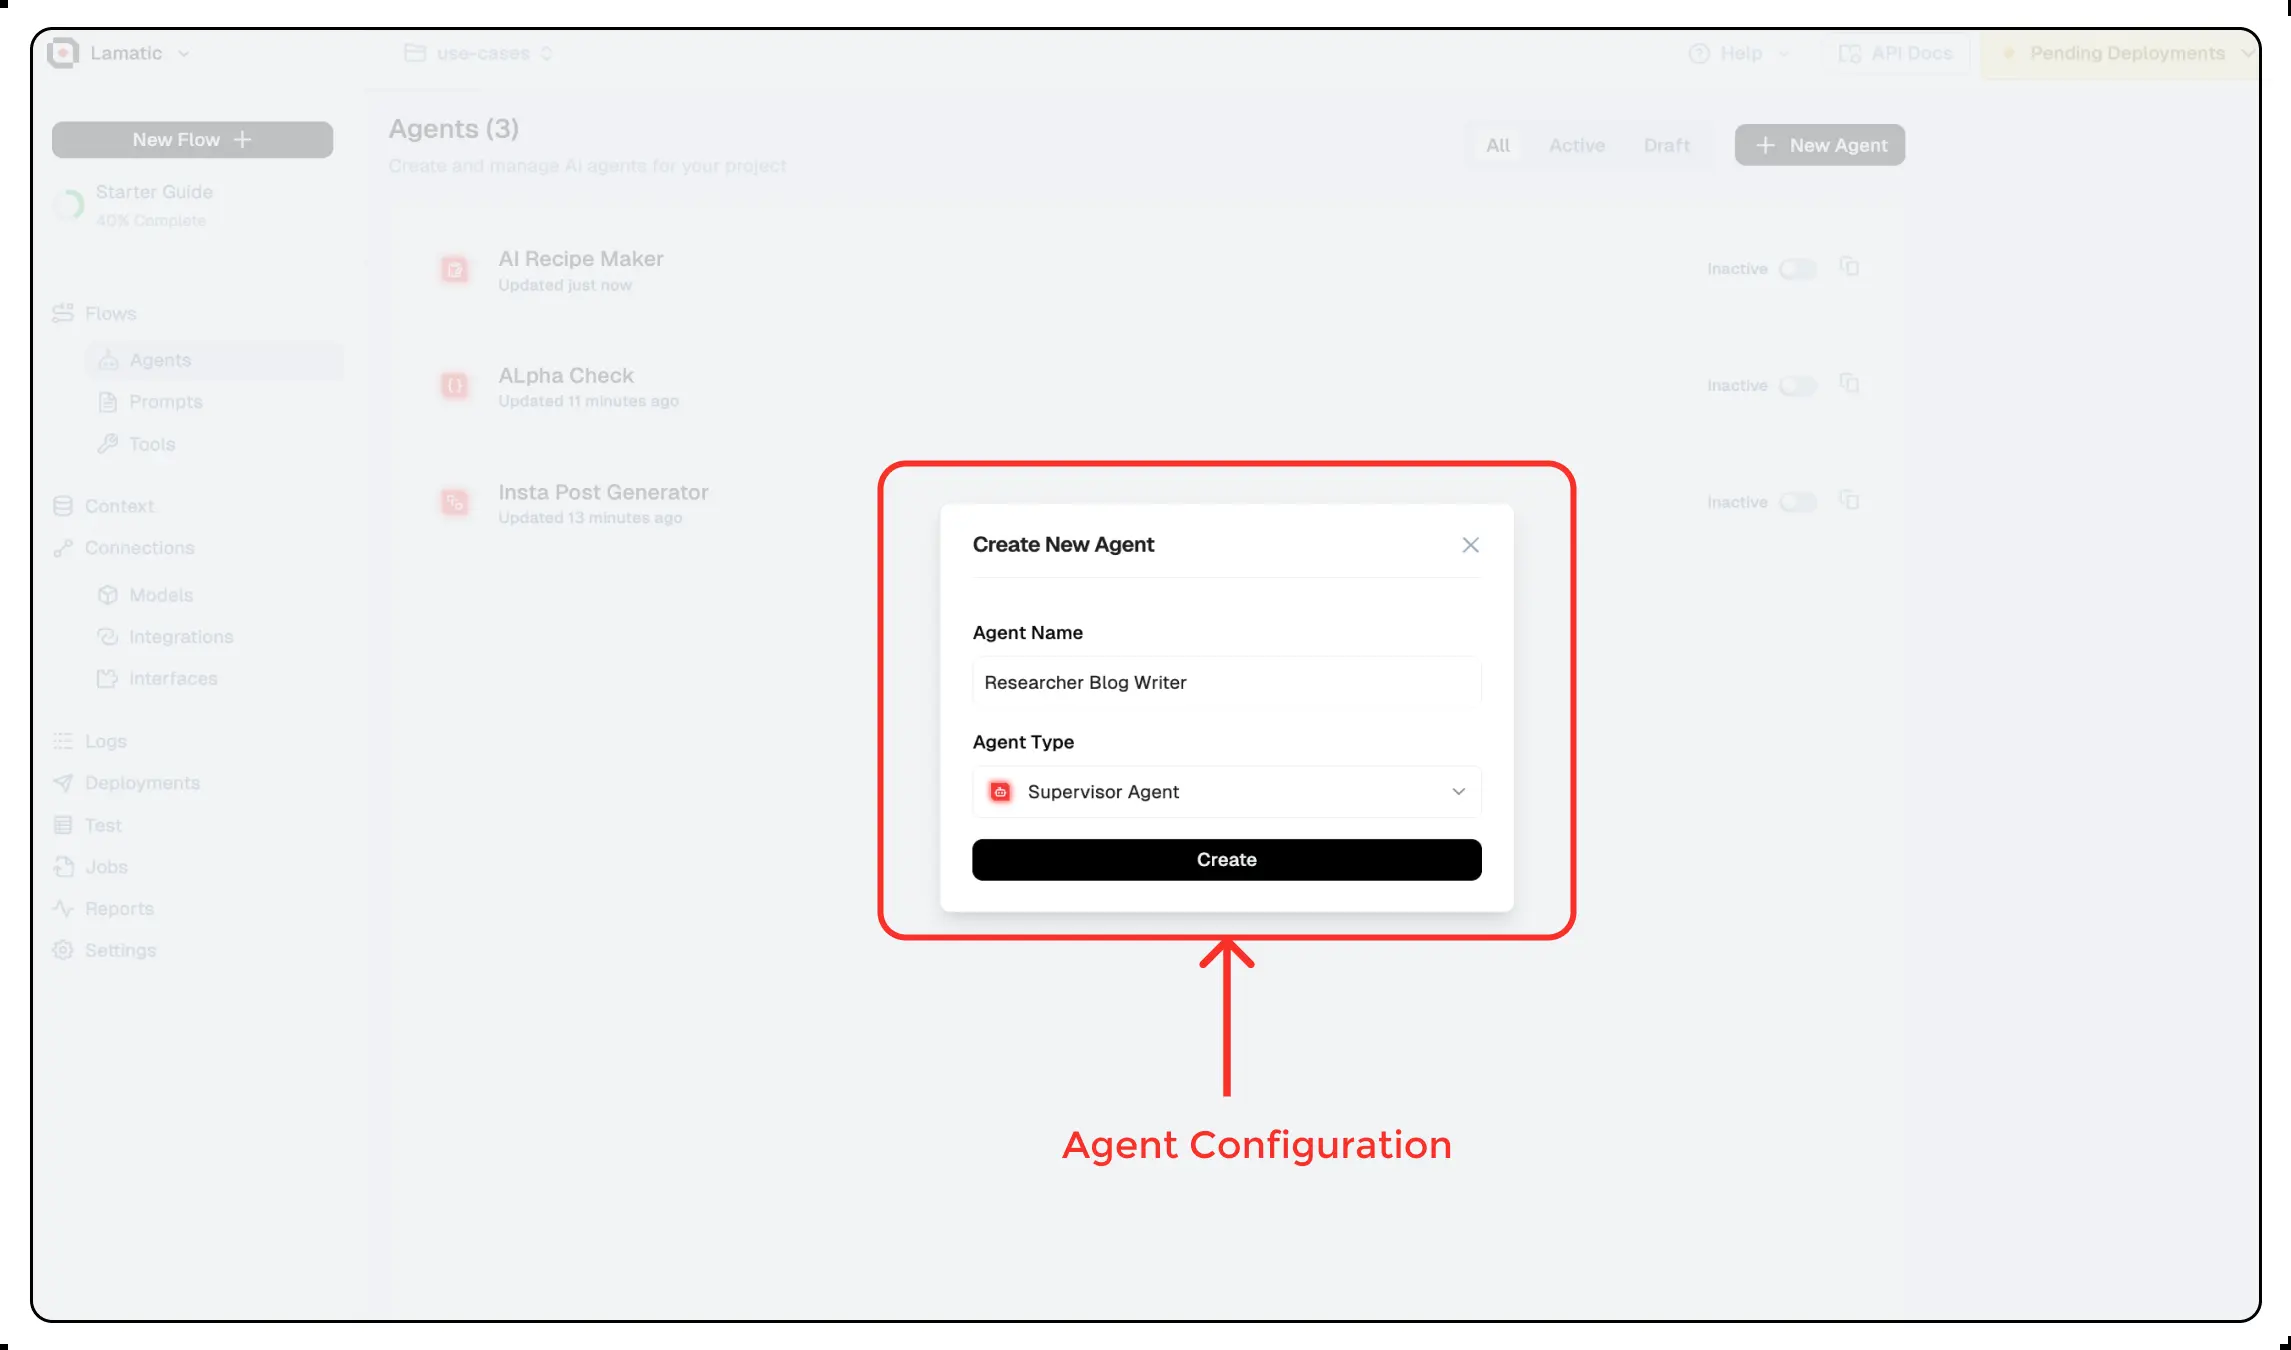 Lamatic
use-cases
Help
API Docs
Pending Deployments
New Flow +
Starter Guide
40% Complete
Flows
Agents
Prompts
Tools
Context
Connections
Models
Integrations
Interfaces
Logs
Deployments
Test
Jobs
Reports
Settings
Agents (3)
Create and manage AI agents for your project
All Active Draft
+ New Agent
AI Recipe Maker
Updated just now
Inactive
ALpha Check
Updated 11 minutes ago
Inactive
Insta Post Generator
Updated 13 minutes ago
Inactive
Create New Agent
Agent Name
Researcher Blog Writer
Agent Type
Supervisor Agent
Create
Agent Configuration